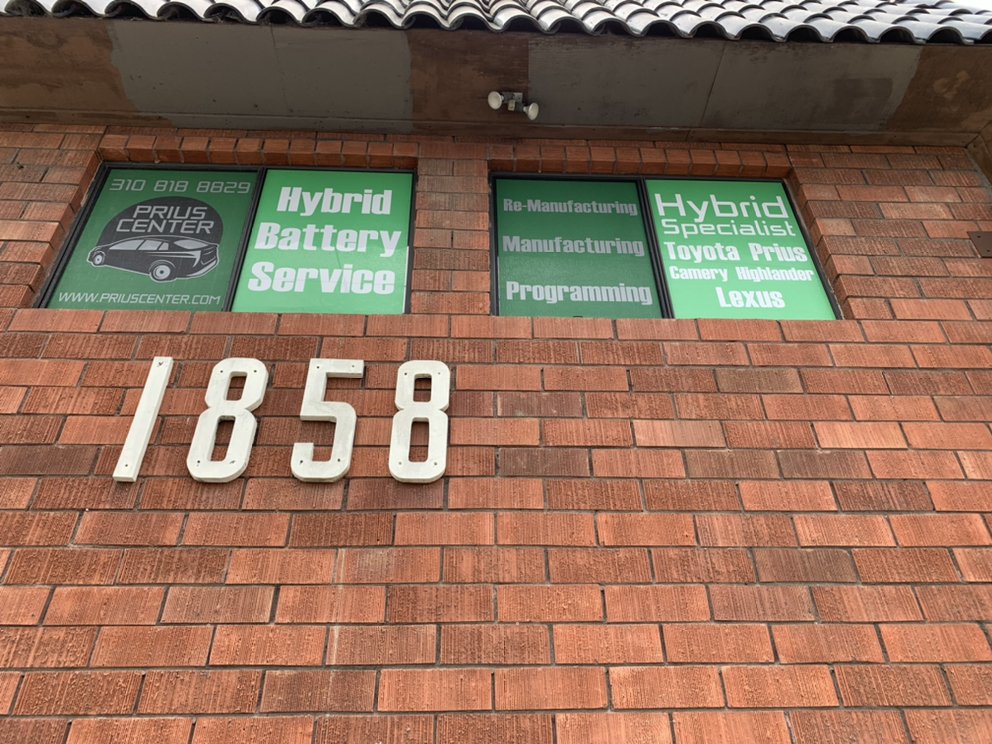 310 818 8829
PRIUS
CENTER
WWW.PRIUSCENTER.COM
Hybrid
Battery
Service
Re-Manufacturing
Manufacturing
Programming
Hybrid
Specialist
Toyota Prius
Camery Highlander
Lexus
1858